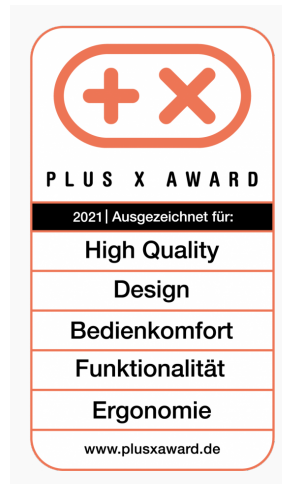 PLUS X AWARD
2021 | Ausgezeichnet für:
High Quality
Design
Bedienkomfort
Funktionalität
Ergonomie
www.plusxaward.de